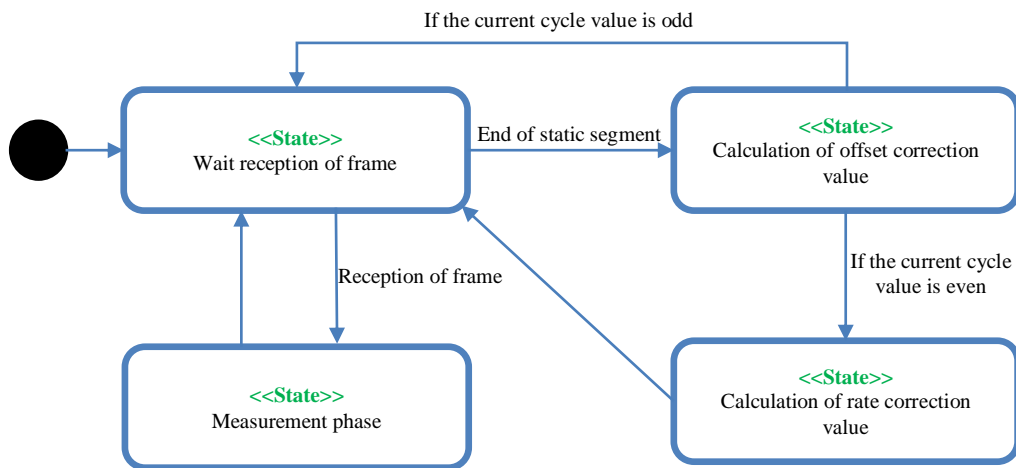 If the current cycle value is odd
<<State>>
Wait reception of frame
End of static segment
<<State>>
Calculation of offset correction
value
Reception of frame
If the current cycle
value is even
<<State>>
Measurement phase
<<State>>
Calculation of rate correction
value